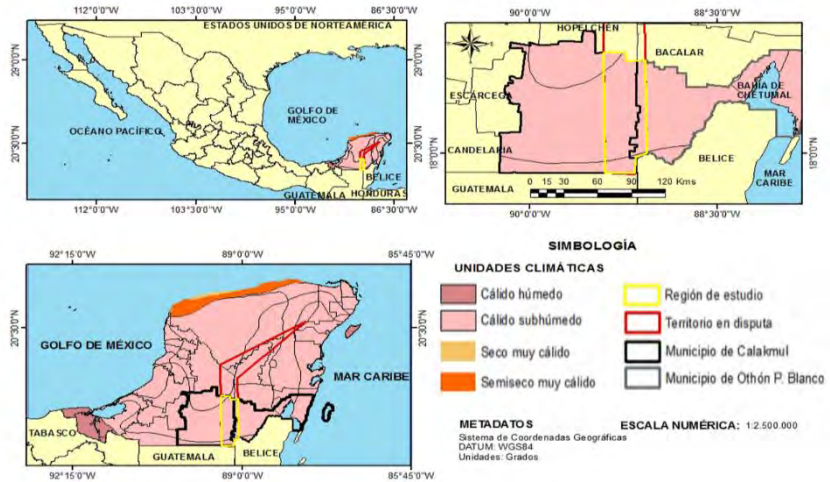 112°0'0"W 103°30'0"W 95°0'0"W 86°30'0"W
ESTADOS UNIDOS DE NORTEAMÉRICA
29°0'0"N
29°0'0"N
GOLFO DE
MÉXICO
OCÉANO PACÍFICO
20°30'0"N
20°30'0"N
BELICE
GUATEMALA
HONDURAS
112°0'0"W 103°30'0"W 95°0'0"W 86°30'0"W
90°0'0"W 88°30'0"W
HOPELCHÉN
BACALAR
ESCÁRCEGA
BAHÍA DE
CHETUMAL
CANDELARIA
18°0'0"N
18°0'0"N
BELICE
MAR
CARIBE
GUATEMALA
0 15 30 60 90 120 Kms
90°0'0"W 88°30'0"W
92°15'0"W 89°0'0"W 85°45'0"W
20°30'0"N
20°30'0"N
GOLFO DE MÉXICO
MAR CARIBE
TABASCO
GUATEMALA
BELICE
92°15'0"W 89°0'0"W 85°45'0"W
SIMBOLOGÍA
UNIDADES CLIMÁTICAS
Cálido húmedo
Cálido subhúmedo
Seco muy cálido
Semiseco muy cálido
Región de estudio
Territorio en disputa
Municipio de Calakmul
Municipio de Othón P. Blanco
METADATOS
Sistema de Coordenadas Geográficas
DATUM: WGS84
Unidades: Grados
ESCALA NUMÉRICA: 1:2.500.000